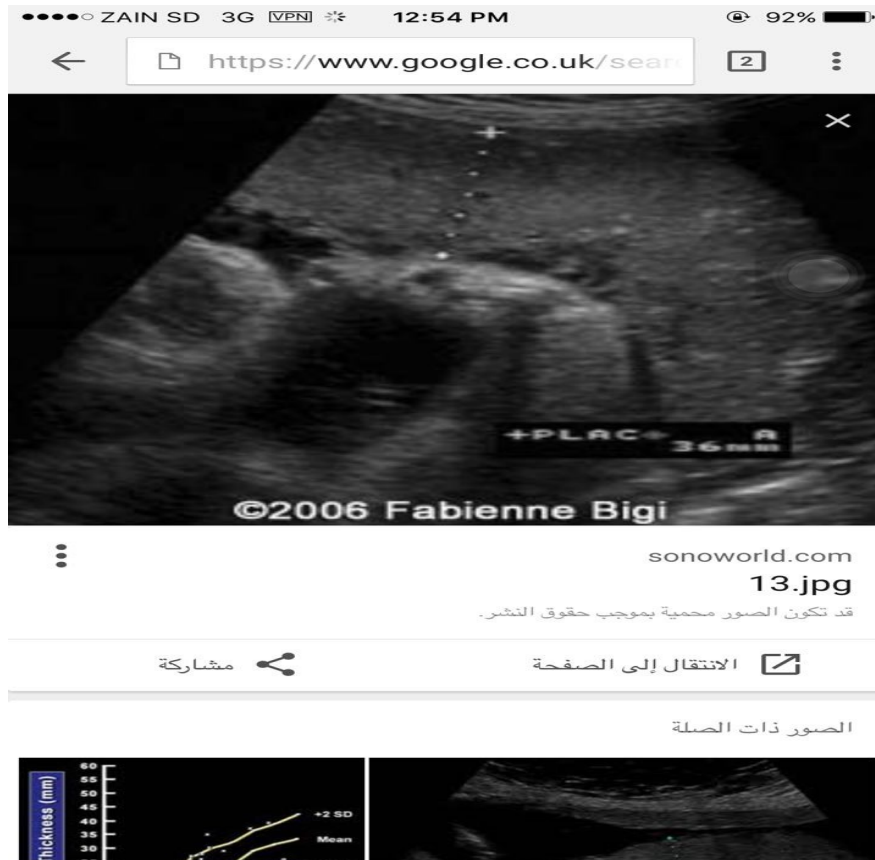 ZAIN SD 3G VPN 12:54 PM 92%
https://www.google.co.uk/sear
2
+PLAC A
36mm
©2006 Fabienne Bigi
sonoworld.com
13.jpg
قد تكون الصور محمية بموجب حقوق النشر.
الانتقال إلى الصفحة
مشاركة
الصور ذات الصلة
Thickness (mm)
60
55
50
45
40
35
30
+2 SD
Mean